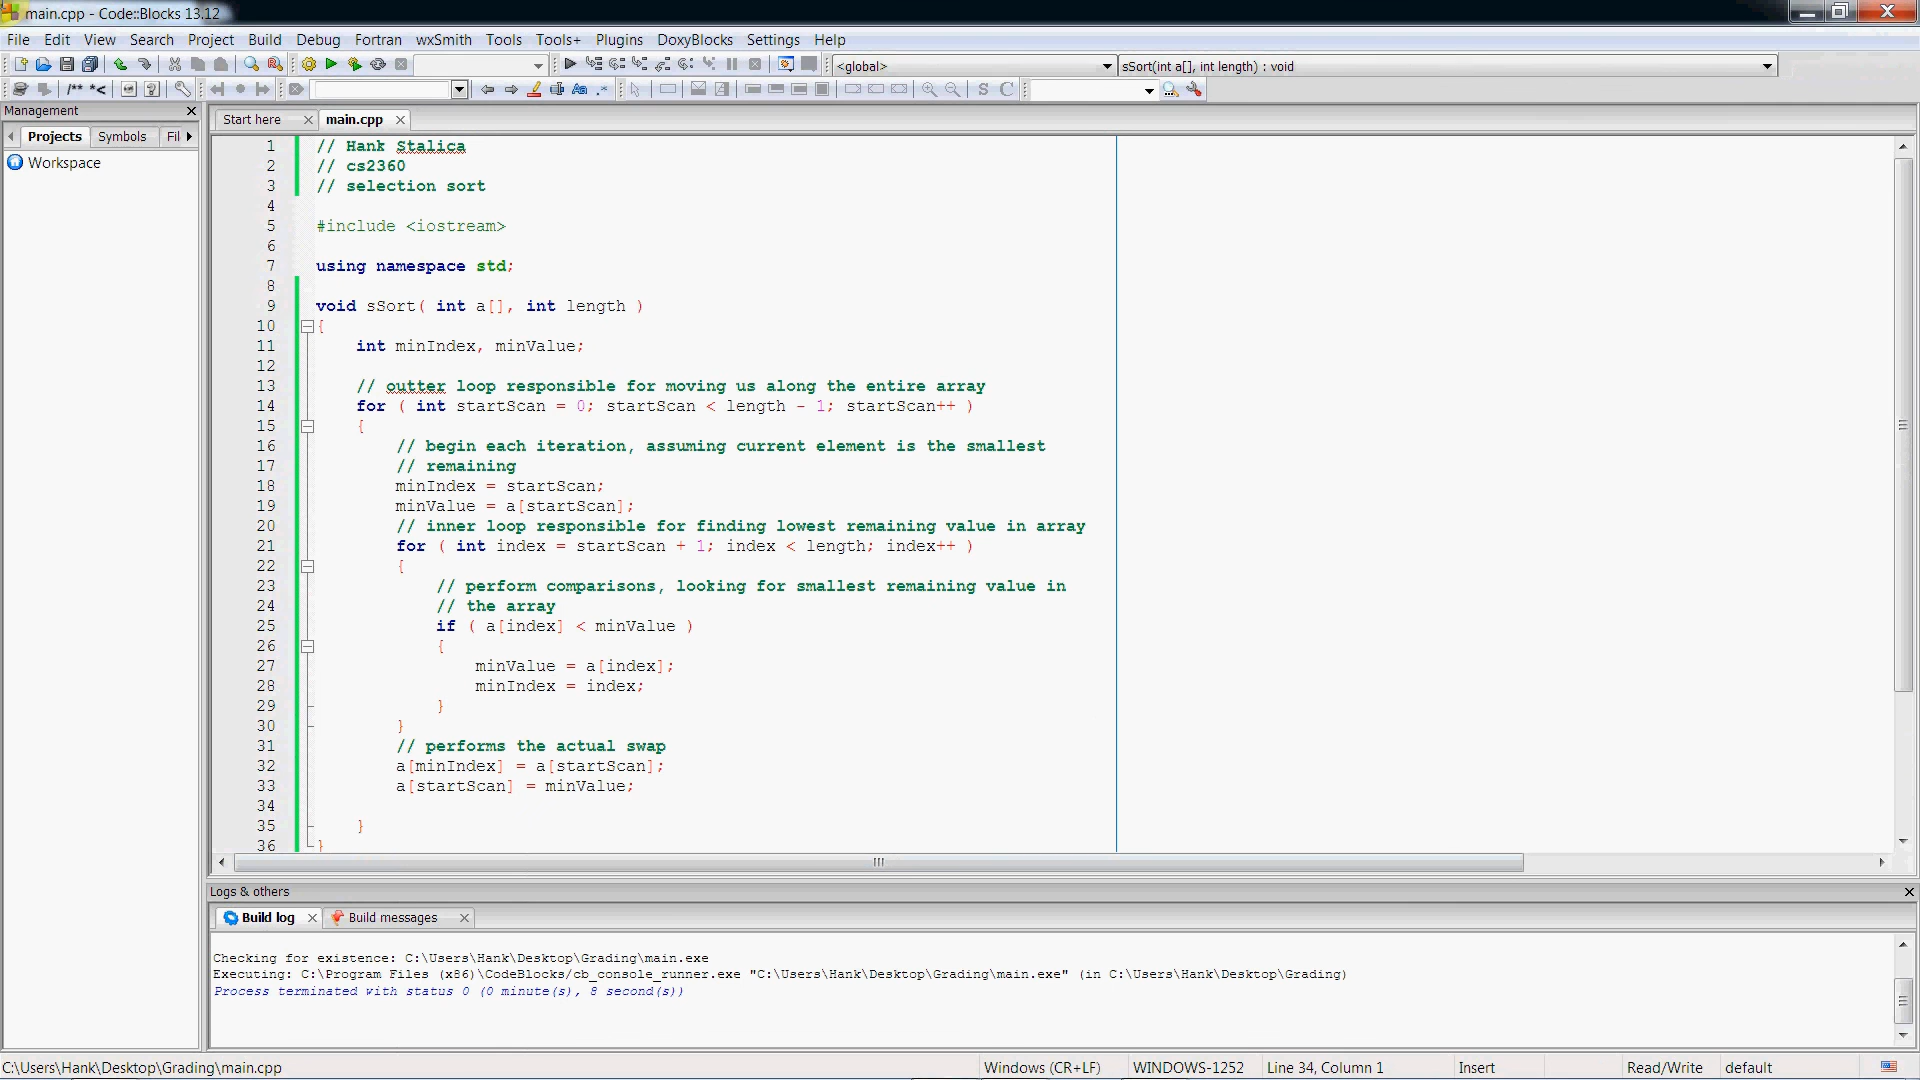 main.cpp - Code::Blocks 13.12
File Edit View Search Project Build Debug Fortran wxSmith Tools Tools+ Plugins DoxyBlocks Settings Help
<global> sSort(int a[], int length) : void
/** *<
Management
Start here main.cpp
Projects Symbols Fil
Workspace
1 // Hank Stalica
2 // cs2360
3 // selection sort
4
5 #include <iostream>
6
7 using namespace std;
8
9 void sSort( int a[], int length )
10 {
11     int minIndex, minValue;
12
13     // outter loop responsible for moving us along the entire array
14     for ( int startScan = 0; startScan < length - 1; startScan++ )
15     {
16         // begin each iteration, assuming current element is the smallest
17         // remaining
18         minIndex = startScan;
19         minValue = a[startScan];
20         // inner loop responsible for finding lowest remaining value in array
21         for ( int index = startScan + 1; index < length; index++ )
22         {
23             // perform comparisons, looking for smallest remaining value in
24             // the array
25             if ( a[index] < minValue )
26             {
27                 minValue = a[index];
28                 minIndex = index;
29             }
30         }
31         // performs the actual swap
32         a[minIndex] = a[startScan];
33         a[startScan] = minValue;
34
35     }
36 }
Logs & others
Build log Build messages
Checking for existence: C:\Users\Hank\Desktop\Grading\main.exe
Executing: C:\Program Files (x86)\CodeBlocks/cb_console_runner.exe "C:\Users\Hank\Desktop\Grading\main.exe" (in C:\Users\Hank\Desktop\Grading)
Process terminated with status 0 (0 minute(s), 8 second(s))
C:\Users\Hank\Desktop\Grading\main.cpp Windows (CR+LF) WINDOWS-1252 Line 34, Column 1 Insert Read/Write default